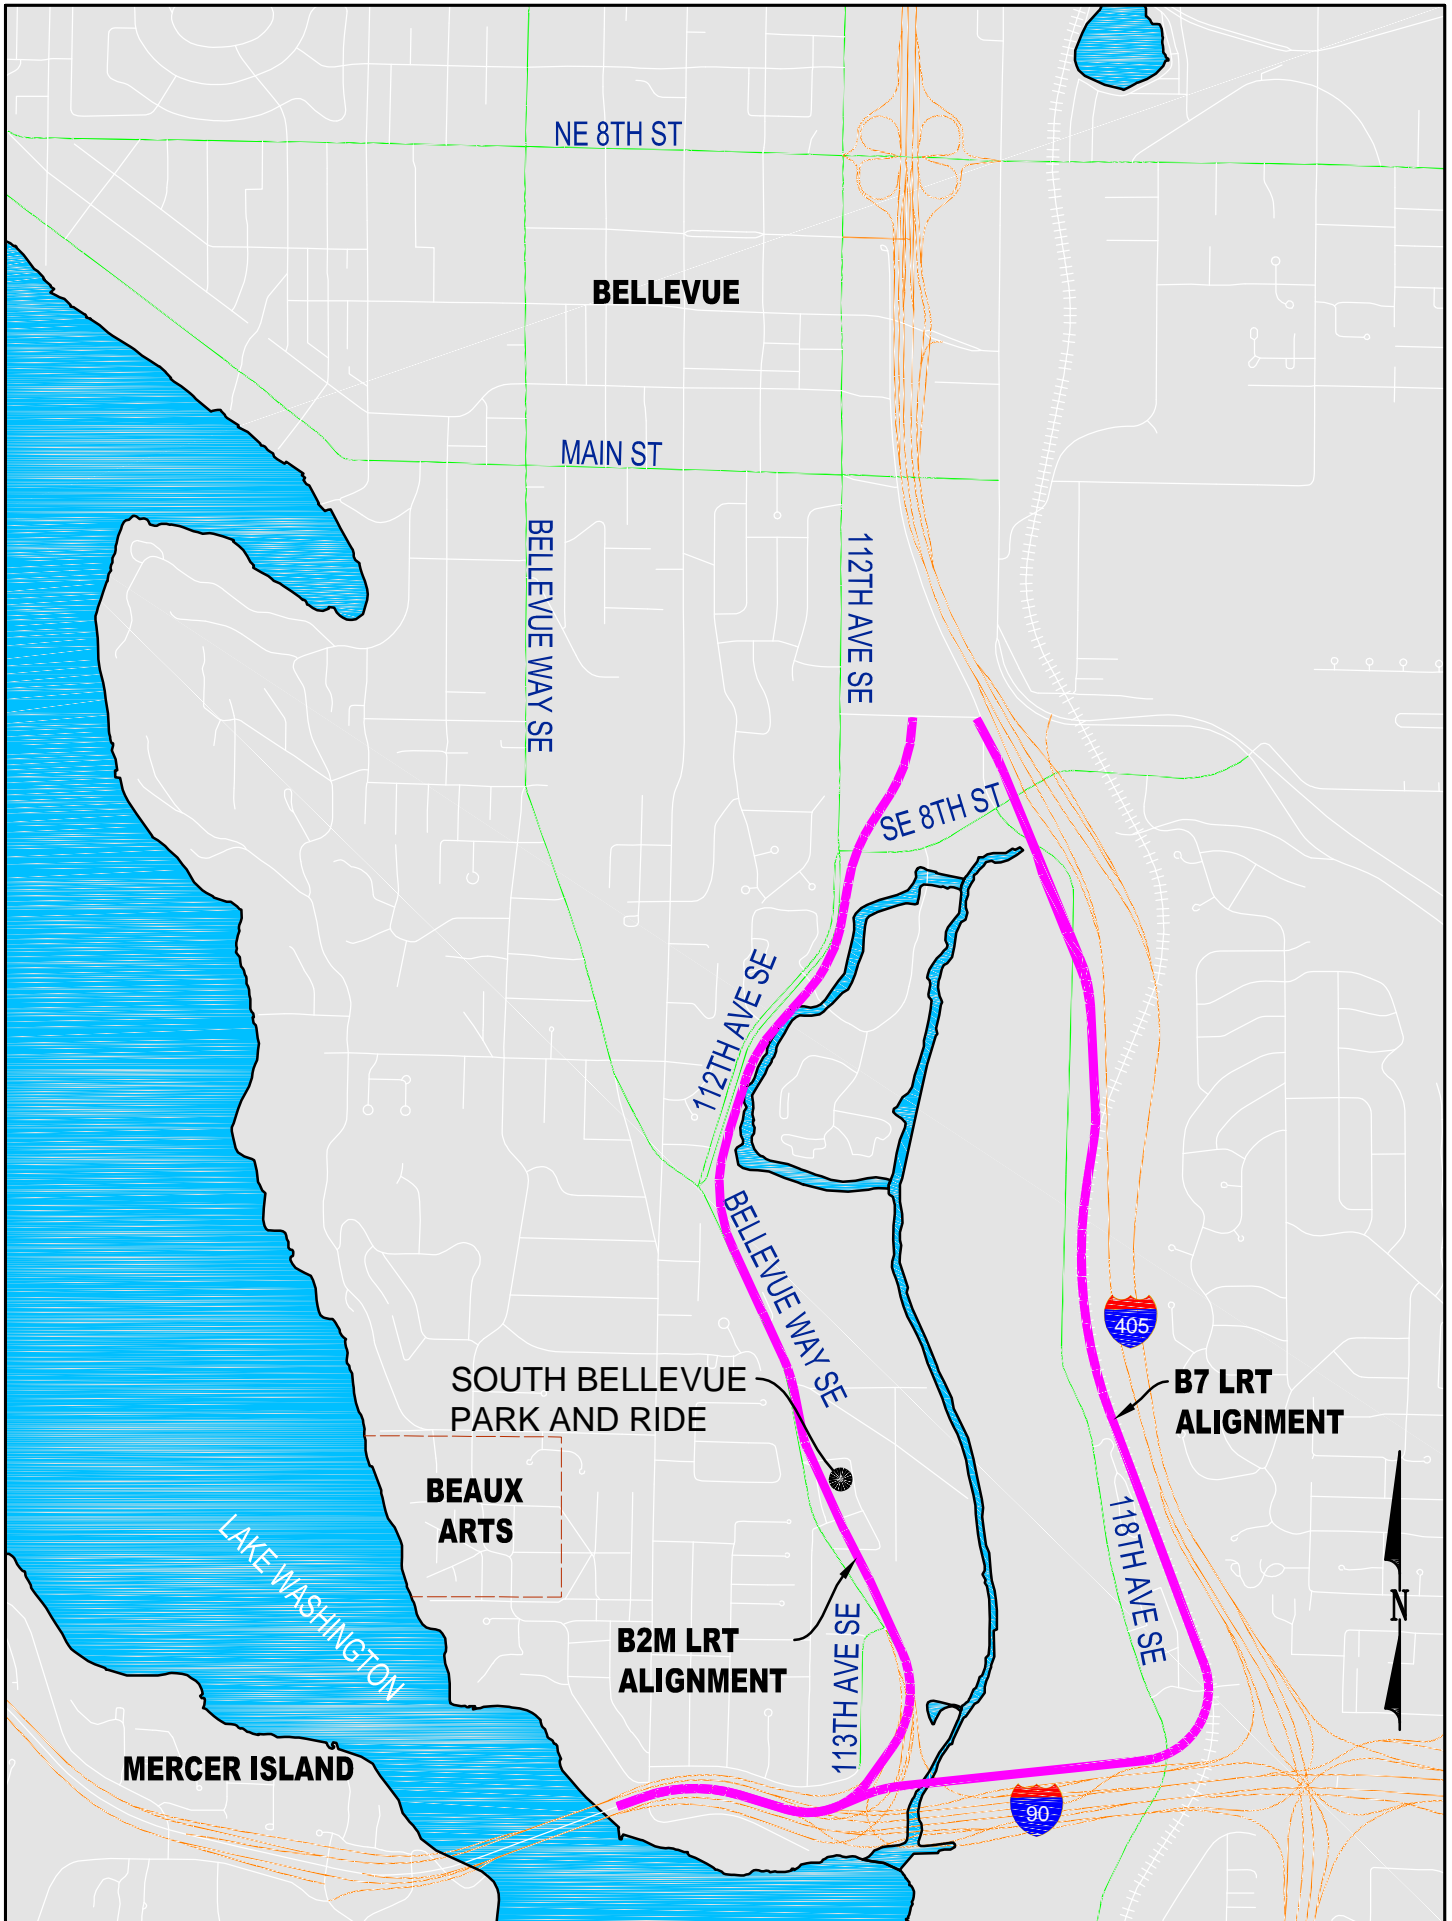 NE 8TH ST
BELLEVUE
MAIN ST
BELLEVUE WAY SE
112TH AVE SE
SE 8TH ST
112TH AVE SE
BELLEVUE WAY SE
405
SOUTH BELLEVUE
PARK AND RIDE
B7 LRT
ALIGNMENT
BEAUX
ARTS
LAKE WASHINGTON
118TH AVE SE
N
B2M LRT
ALIGNMENT
113TH AVE SE
MERCER ISLAND
90